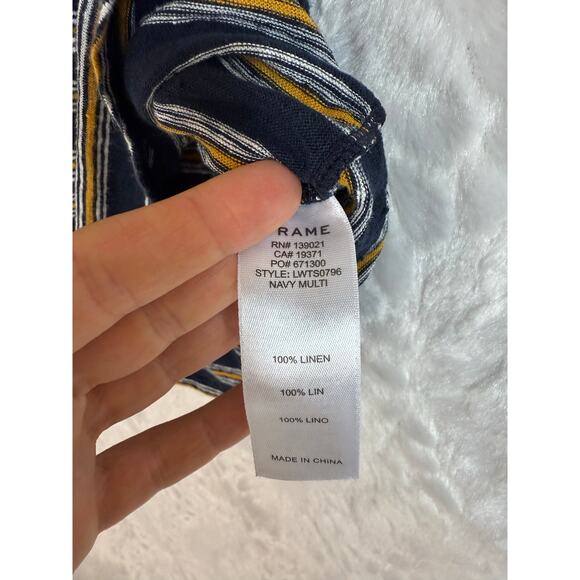 RAME
RN# 139021
CA# 19371
PO# 671300
STYLE: LWTS0796
NAVY MULTI
100% LINEN
100% LIN
100% LINO
MADE IN CHINA